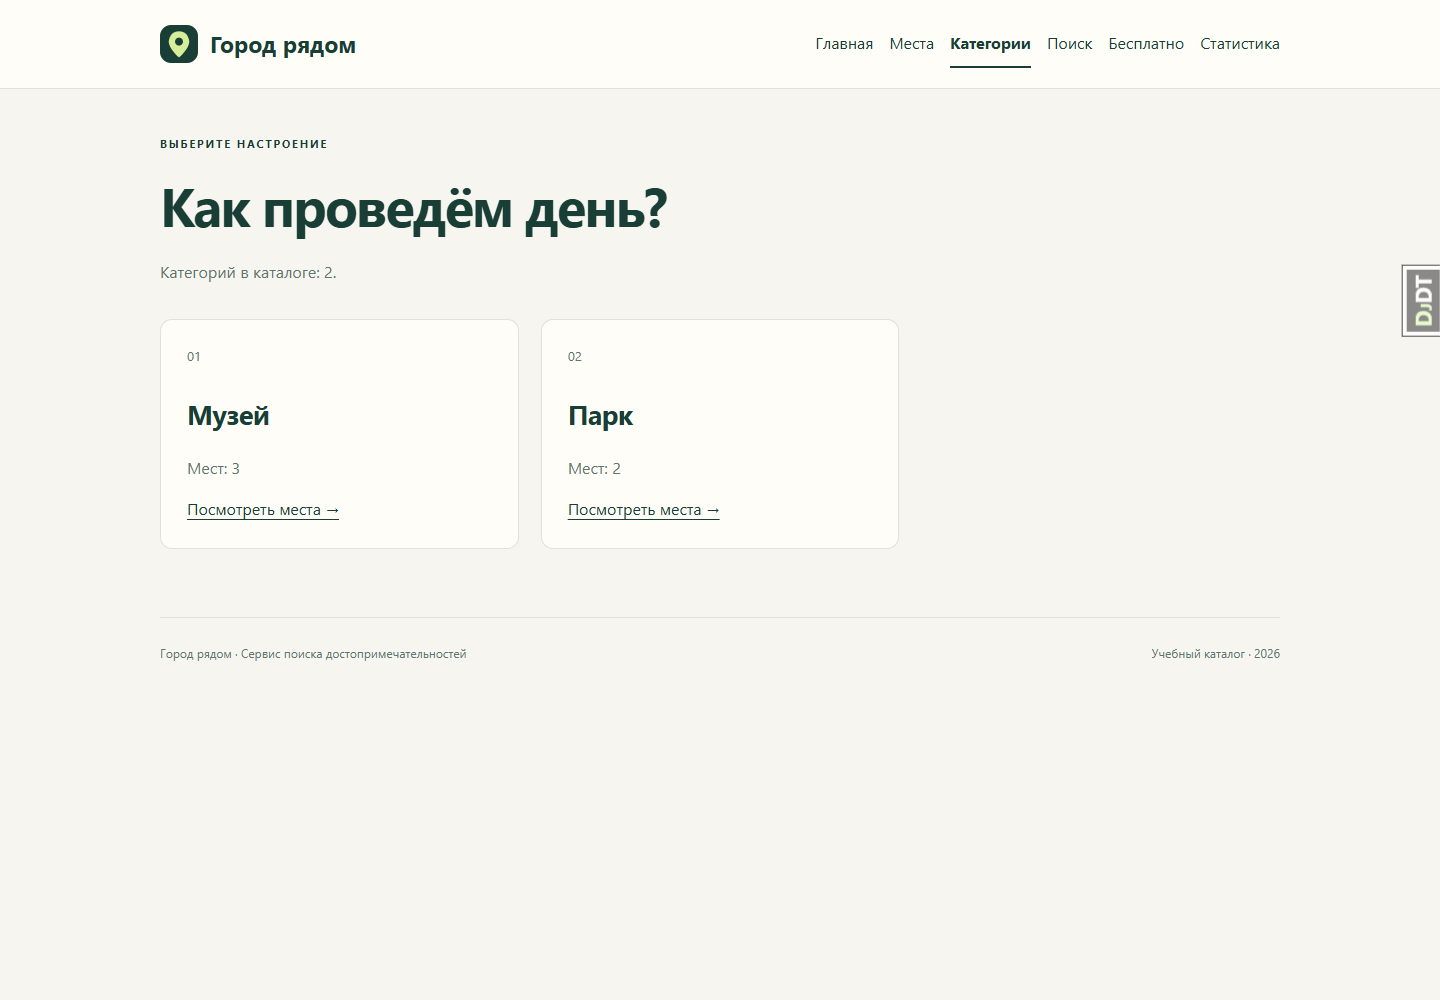 Город рядом
Главная Места Категории Поиск Бесплатно Статистика
ВЫБЕРИТЕ НАСТРОЕНИЕ
Как проведём день?
Категорий в каталоге: 2.
01
Музей
Мест: 3
Посмотреть места →
02
Парк
Мест: 2
Посмотреть места →
DJDT
Город рядом · Сервис поиска достопримечательностей
Учебный каталог · 2026